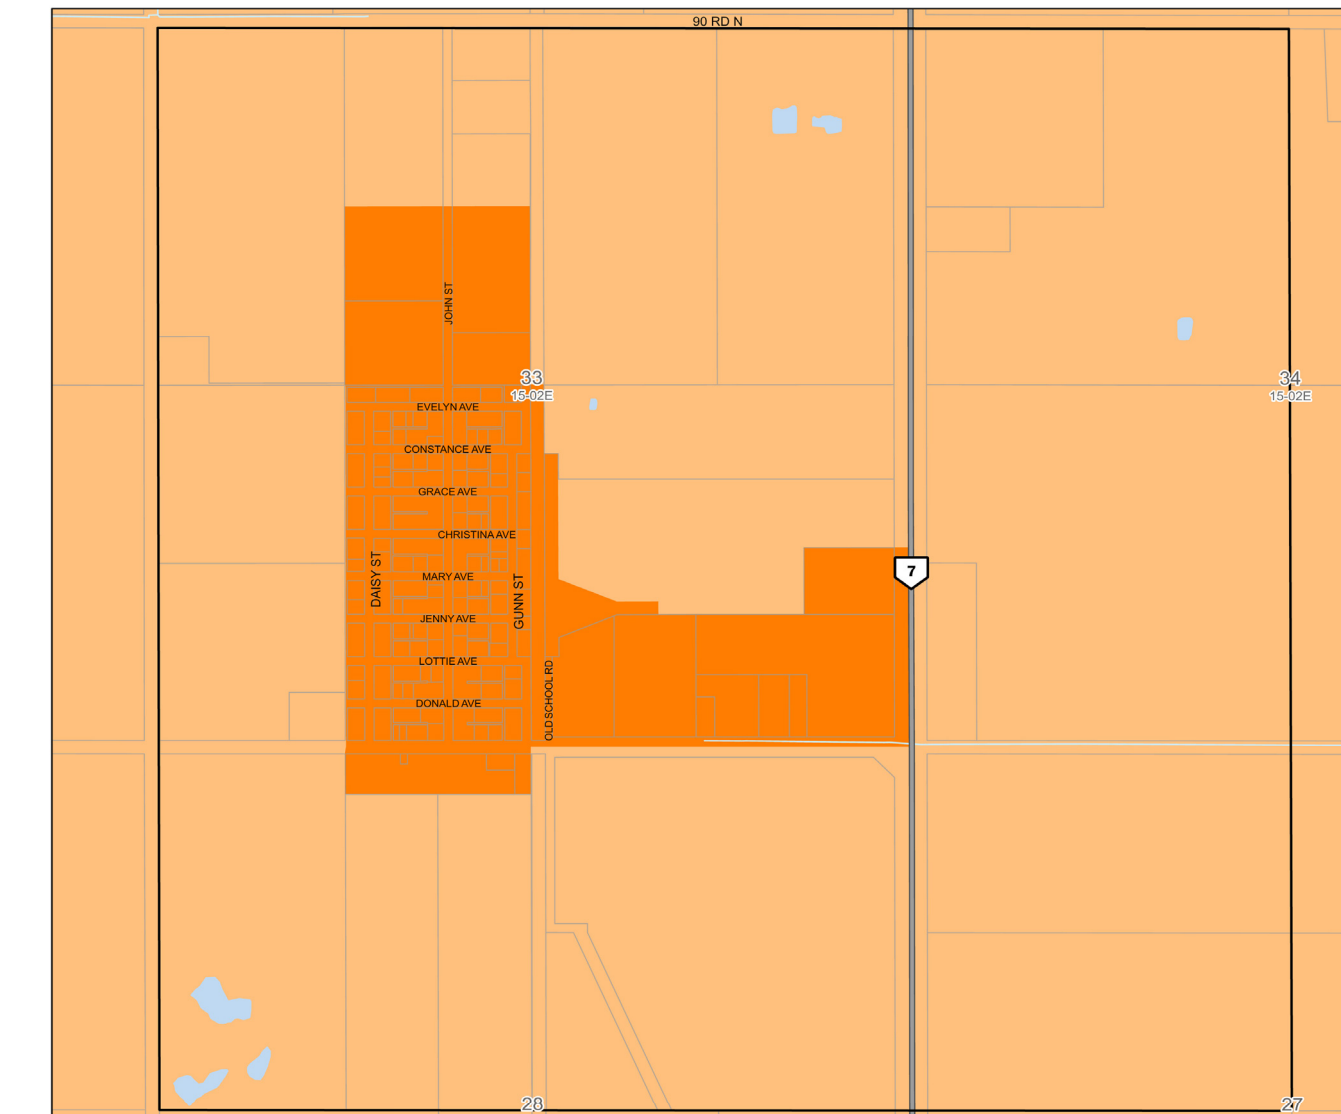 90 RD N
JOHN ST
33
15-02E
34
15-02E
EVELYN AVE
CONSTANCE AVE
GRACE AVE
CHRISTINA AVE
DAISY ST
7
MARY AVE
GUNN ST
JENNY AVE
LOTTIE AVE
OLD SCHOOL RD
DONALD AVE
28
27